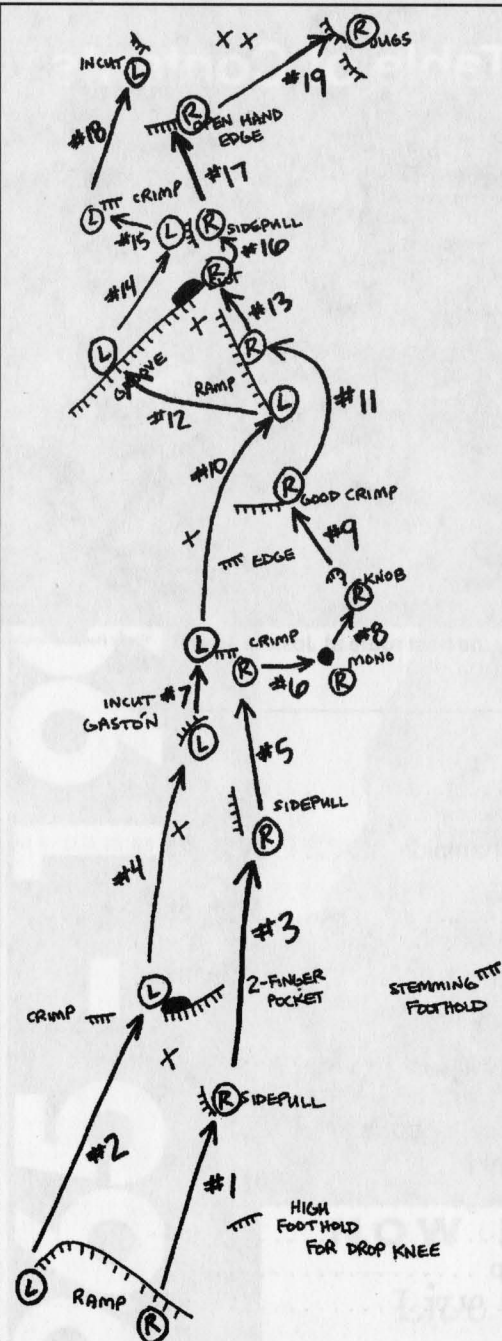 X X
R
JUGS
INCUT
L
#19
#18
R
OPEN HAND
EDGE
#17
L
CRIMP
#15
L
R
SIDEPULL
#16
#14
R
#13
X
L
GROOVE
R
RAMP
#12
L
#11
#10
R
GOOD CRIMP
X
#9
EDGE
KNOB
R
L
CRIMP
#8
MONO
R
#6
R
INCUT
GASTON
#7
L
#5
SIDEPULL
X
R
#4
#3
2-FINGER
POCKET
STEMMING
FOOTHOLD
L
CRIMP
X
R
SIDEPULL
#2
#1
HIGH
FOOTHOLD
FOR DROP KNEE
L
RAMP
R